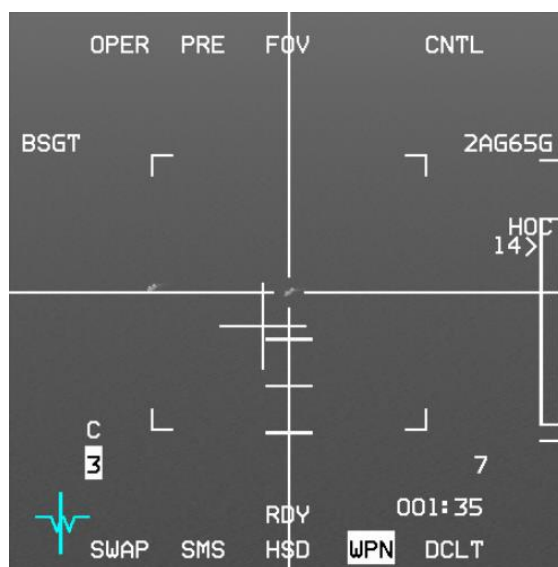 OPER PRE FOV CNTL
BSGT 2AG65G
HOC
14>
C
3 7
RDY 001:35
SWAP SMS HSD WPN DCLT